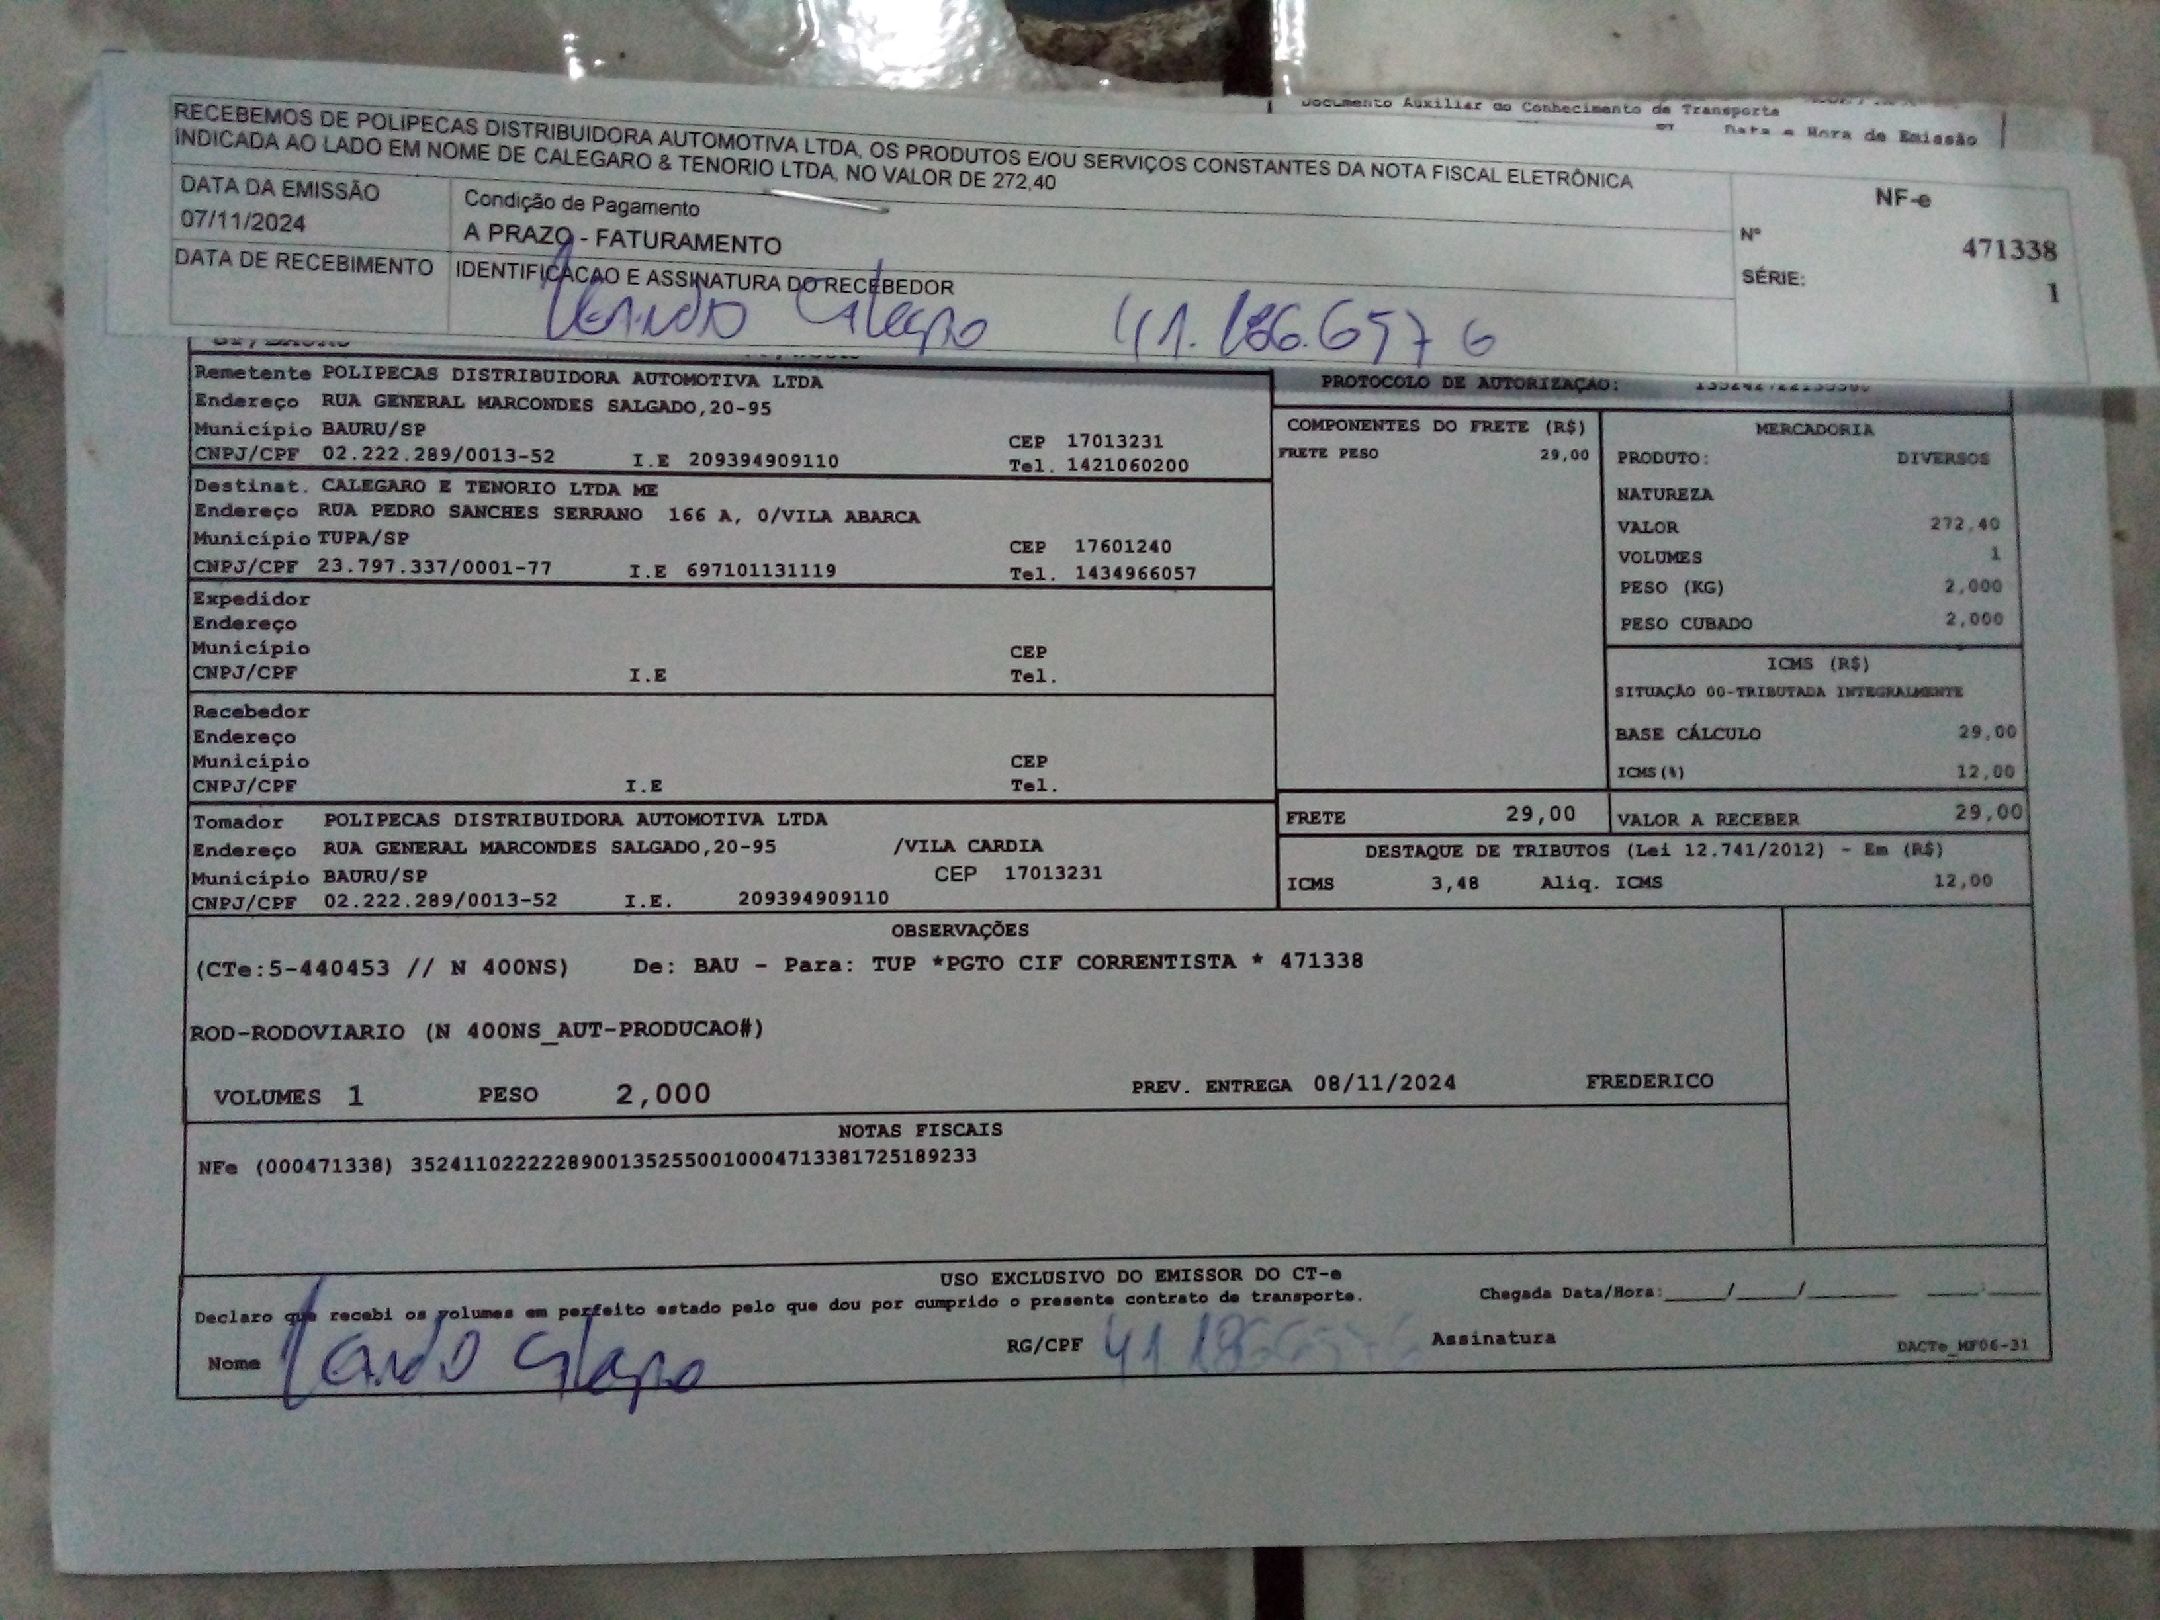 Documento Auxiliar do Conhecimento de Transporte
Data e Hora de Emissão
RECEBEMOS DE POLIPECAS DISTRIBUIDORA AUTOMOTIVA LTDA, OS PRODUTOS E/OU SERVIÇOS CONSTANTES DA NOTA FISCAL ELETRÔNICA
INDICADA AO LADO EM NOME DE CALEGARO & TENORIO LTDA, NO VALOR DE 272,40
NF-e
DATA DA EMISSÃO Condição de Pagamento
Nº 471338
07/11/2024 A PRAZO - FATURAMENTO
SÉRIE: 1
DATA DE RECEBIMENTO IDENTIFICACAO E ASSINATURA DO RECEBEDOR
41.186.6576
Remetente POLIPECAS DISTRIBUIDORA AUTOMOTIVA LTDA
Endereço RUA GENERAL MARCONDES SALGADO,20-95
Município BAURU/SP CEP 17013231
CNPJ/CPF 02.222.289/0013-52 I.E 209394909110 Tel. 1421060200
Destinat. CALEGARO E TENORIO LTDA ME
Endereço RUA PEDRO SANCHES SERRANO 166 A, 0/VILA ABARCA
Município TUPA/SP CEP 17601240
CNPJ/CPF 23.797.337/0001-77 I.E 697101131119 Tel. 1434966057
Expedidor
Endereço
Município CEP
CNPJ/CPF I.E Tel.
Recebedor
Endereço
Município CEP
CNPJ/CPF I.E Tel.
Tomador POLIPECAS DISTRIBUIDORA AUTOMOTIVA LTDA
Endereço RUA GENERAL MARCONDES SALGADO,20-95 /VILA CARDIA
Município BAURU/SP CEP 17013231
CNPJ/CPF 02.222.289/0013-52 I.E. 209394909110
PROTOCOLO DE AUTORIZAÇÃO:
COMPONENTES DO FRETE (R$)
FRETE PESO 29,00
MERCADORIA
PRODUTO: DIVERSOS
NATUREZA
VALOR 272,40
VOLUMES 1
PESO (KG) 2,000
PESO CUBADO 2,000
ICMS (R$)
SITUAÇÃO 00-TRIBUTADA INTEGRALMENTE
BASE CÁLCULO 29,00
ICMS(%) 12,00
FRETE 29,00 VALOR A RECEBER 29,00
DESTAQUE DE TRIBUTOS (Lei 12.741/2012) - Em (R$)
ICMS 3,48 Aliq. ICMS 12,00
OBSERVAÇÕES
(CTe:5-440453 // N 400NS) De: BAU - Para: TUP *PGTO CIF CORRENTISTA * 471338
ROD-RODOVIARIO (N 400NS_AUT-PRODUCAO#)
VOLUMES 1 PESO 2,000 PREV. ENTREGA 08/11/2024 FREDERICO
NOTAS FISCAIS
NFe (000471338) 35241102222289001352550010004713381725189233
USO EXCLUSIVO DO EMISSOR DO CT-e
Declaro que recebi os volumes em perfeito estado pelo que dou por cumprido o presente contrato de transporte. Chegada Data/Hora:_____/_____/_______
Nome RG/CPF 41 1866576 Assinatura DACTe_MF06-31